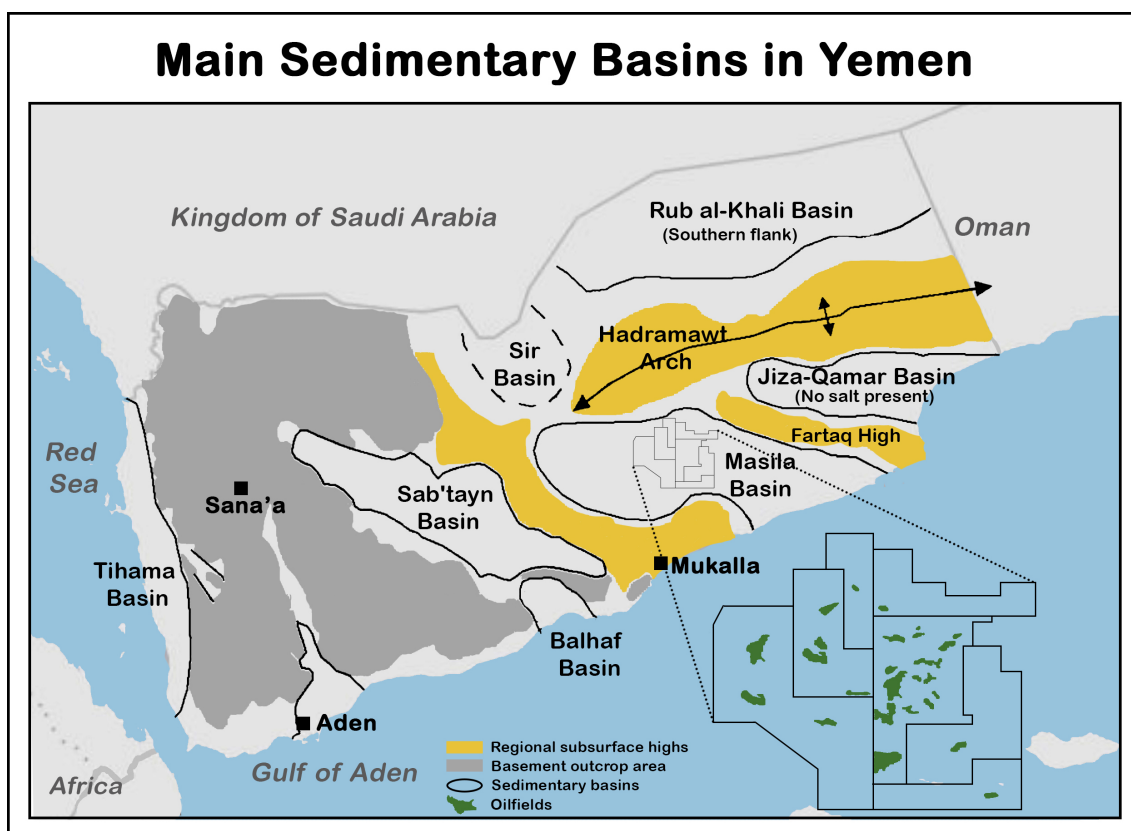 Main Sedimentary Basins in Yemen
Kingdom of Saudi Arabia
Rub al-Khali Basin
(Southern flank)
Oman
Hadramawt
Arch
Sir
Basin
Jiza-Qamar Basin
(No salt present)
Fartaq High
Red
Sea
Masila
Basin
Sab'tayn
Basin
Sana’a
Mukalla
Tihama
Basin
Balhaf
Basin
Aden
Gulf of Aden
Africa
Regional subsurface highs
Basement outcrop area
Sedimentary basins
Oilfields